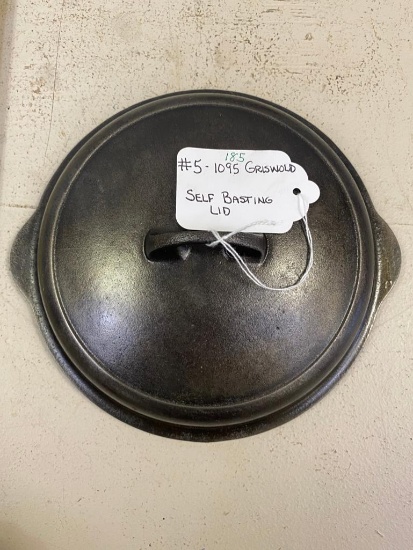 185
#5-1095 GRISWOLD
SELF BASTING
LID